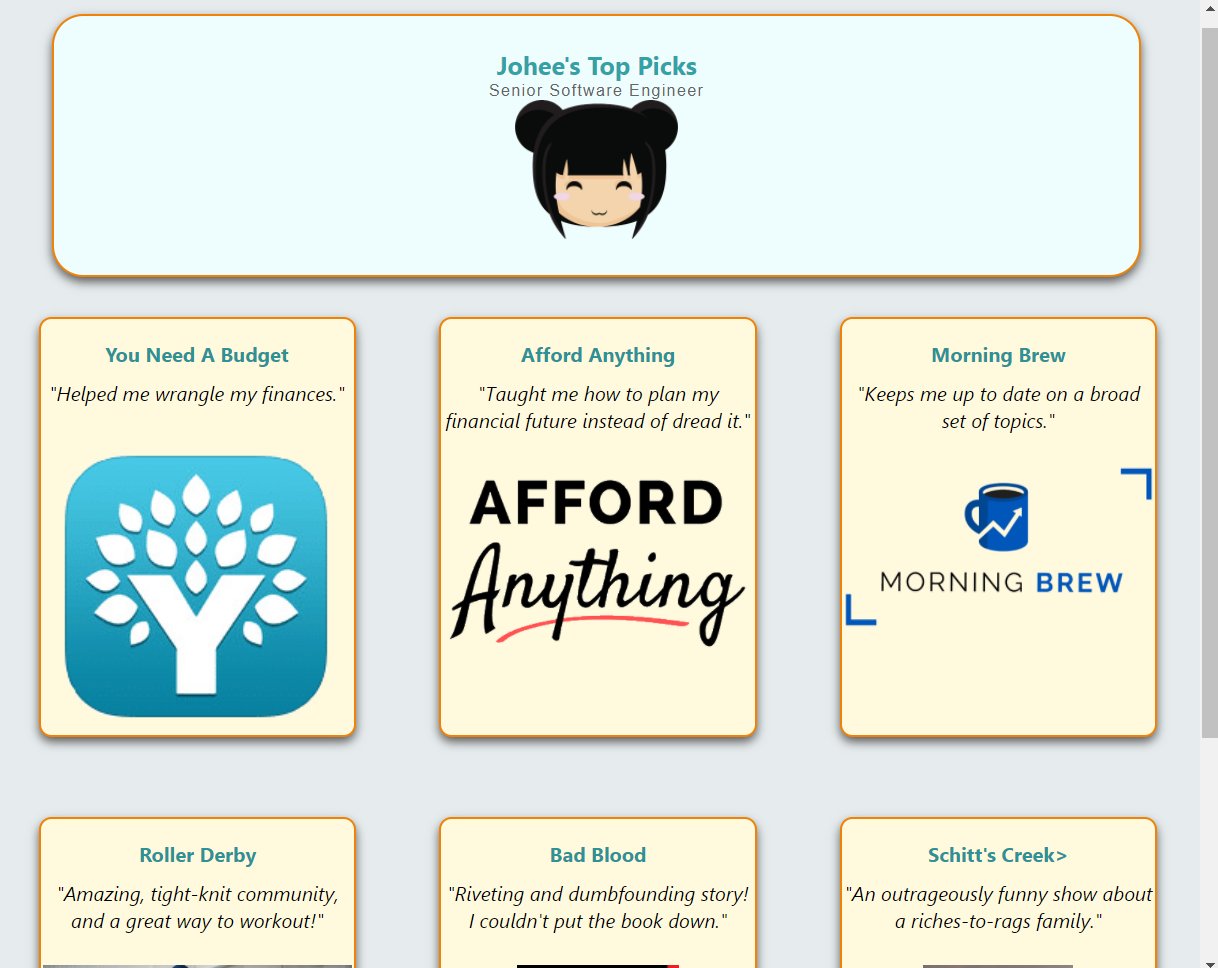 Johee's Top Picks
Senior Software Engineer
You Need A Budget
"Helped me wrangle my finances."
Afford Anything
"Taught me how to plan my
financial future instead of dread it."
AFFORD
Anything
Morning Brew
"Keeps me up to date on a broad
set of topics."
MORNING BREW
Roller Derby
"Amazing, tight-knit community,
and a great way to workout!"
Bad Blood
"Riveting and dumbfounding story!
I couldn't put the book down."
Schitt's Creek>
"An outrageously funny show about
a riches-to-rags family."